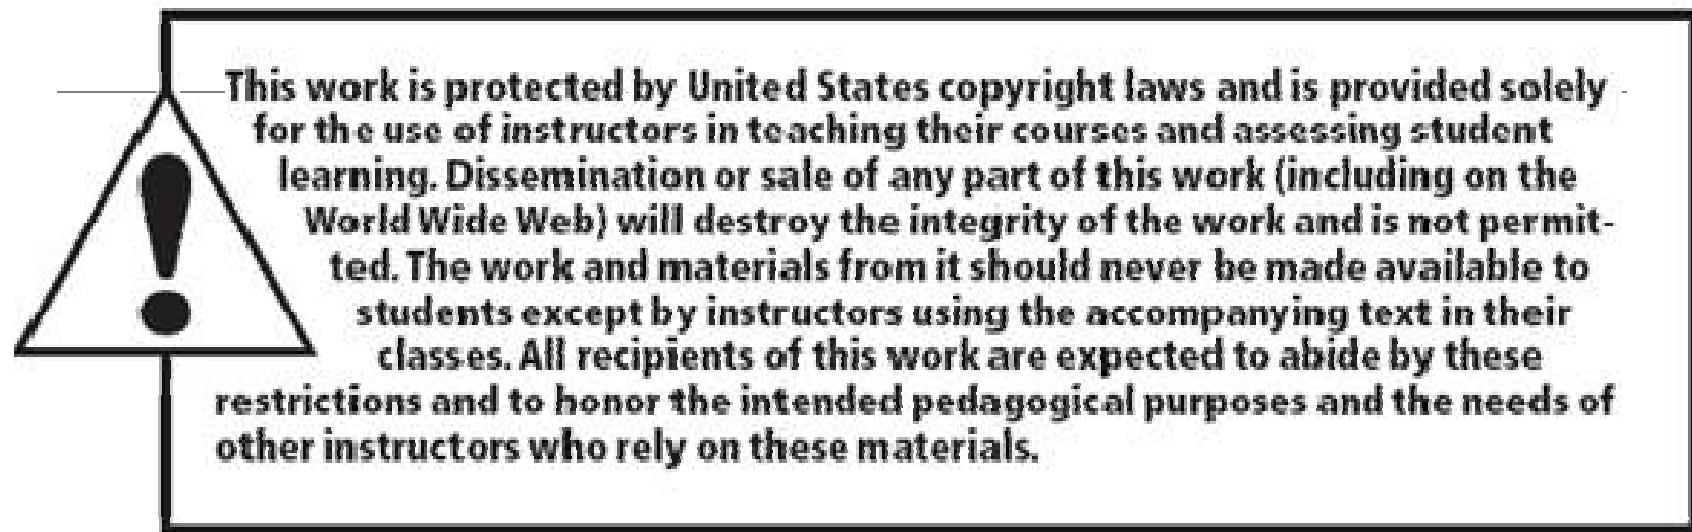 This work is protected by United States copyright laws and is provided solely
for the use of instructors in teaching their courses and assessing student
learning. Dissemination or sale of any part of this work (including on the
World Wide Web) will destroy the integrity of the work and is not permit-
ted. The work and materials from it should never be made available to
students except by instructors using the accompanying text in their
classes. All recipients of this work are expected to abide by these
restrictions and to honor the intended pedagogical purposes and the needs of
other instructors who rely on these materials.